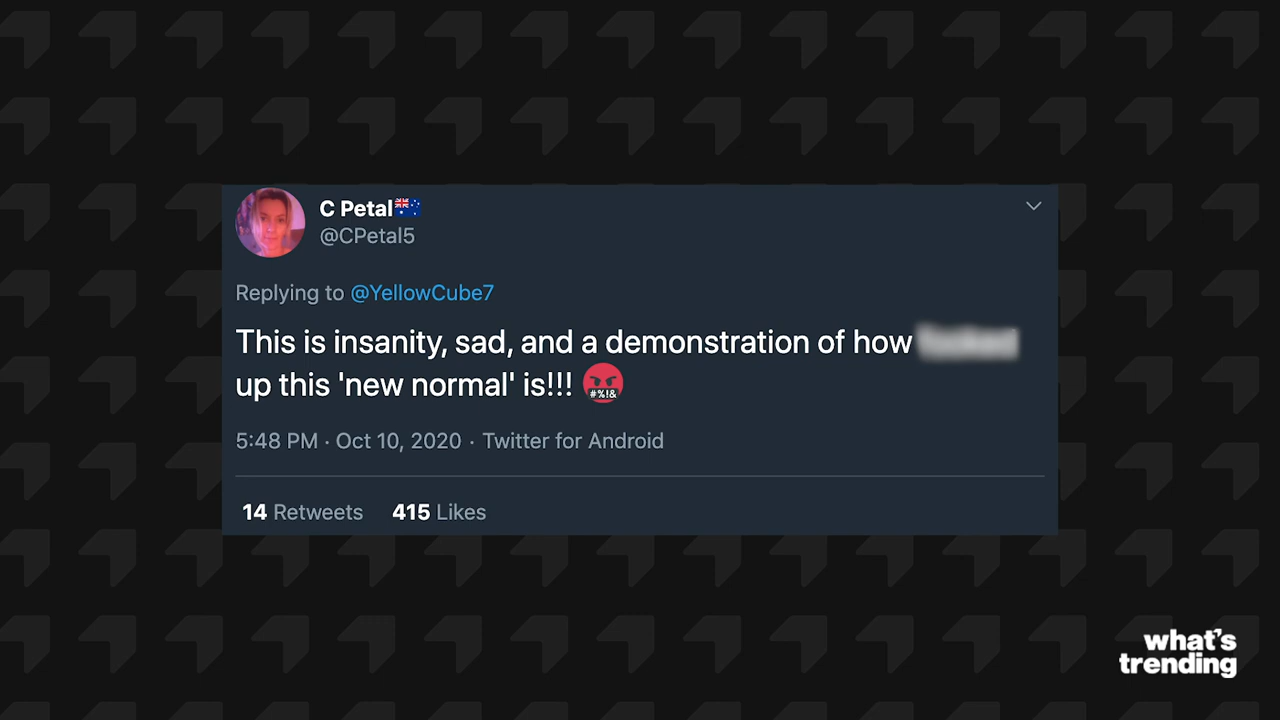 C Petal🇦🇺
@CPetal5
Replying to @YellowCube7
This is insanity, sad, and a demonstration of how
up this 'new normal' is!!! 🤬
5:48 PM · Oct 10, 2020 · Twitter for Android
14 Retweets 415 Likes
what's
trending